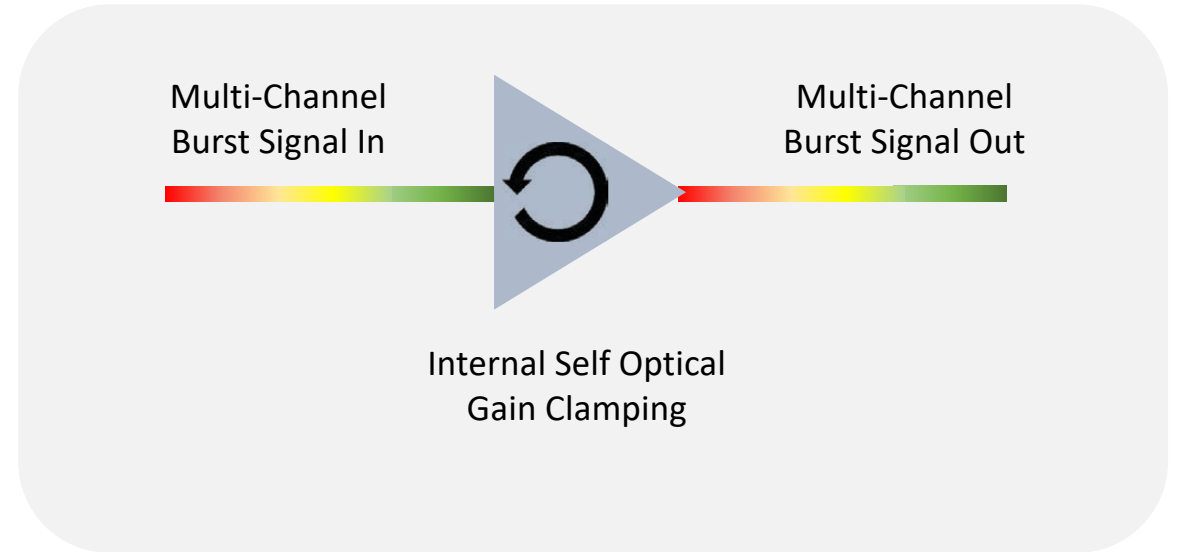 Multi-Channel
Burst Signal In
Multi-Channel
Burst Signal Out
Internal Self Optical
Gain Clamping